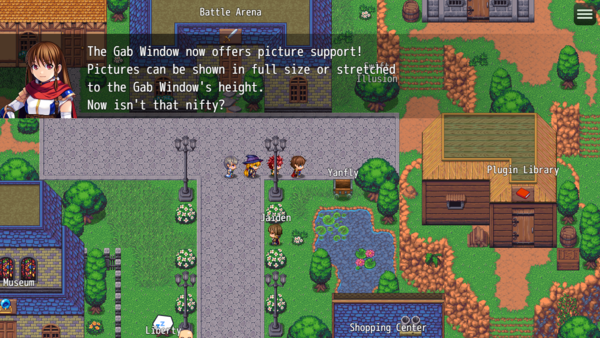 Battle Arena
The Gab Window now offers picture support!
Pictures can be shown in full size or stretched
to the Gab Window's height.
Now isn't that nifty?
Illusion
Yanfly
Plugin Library
Jaiden
Museum
Liberty
Shopping Center